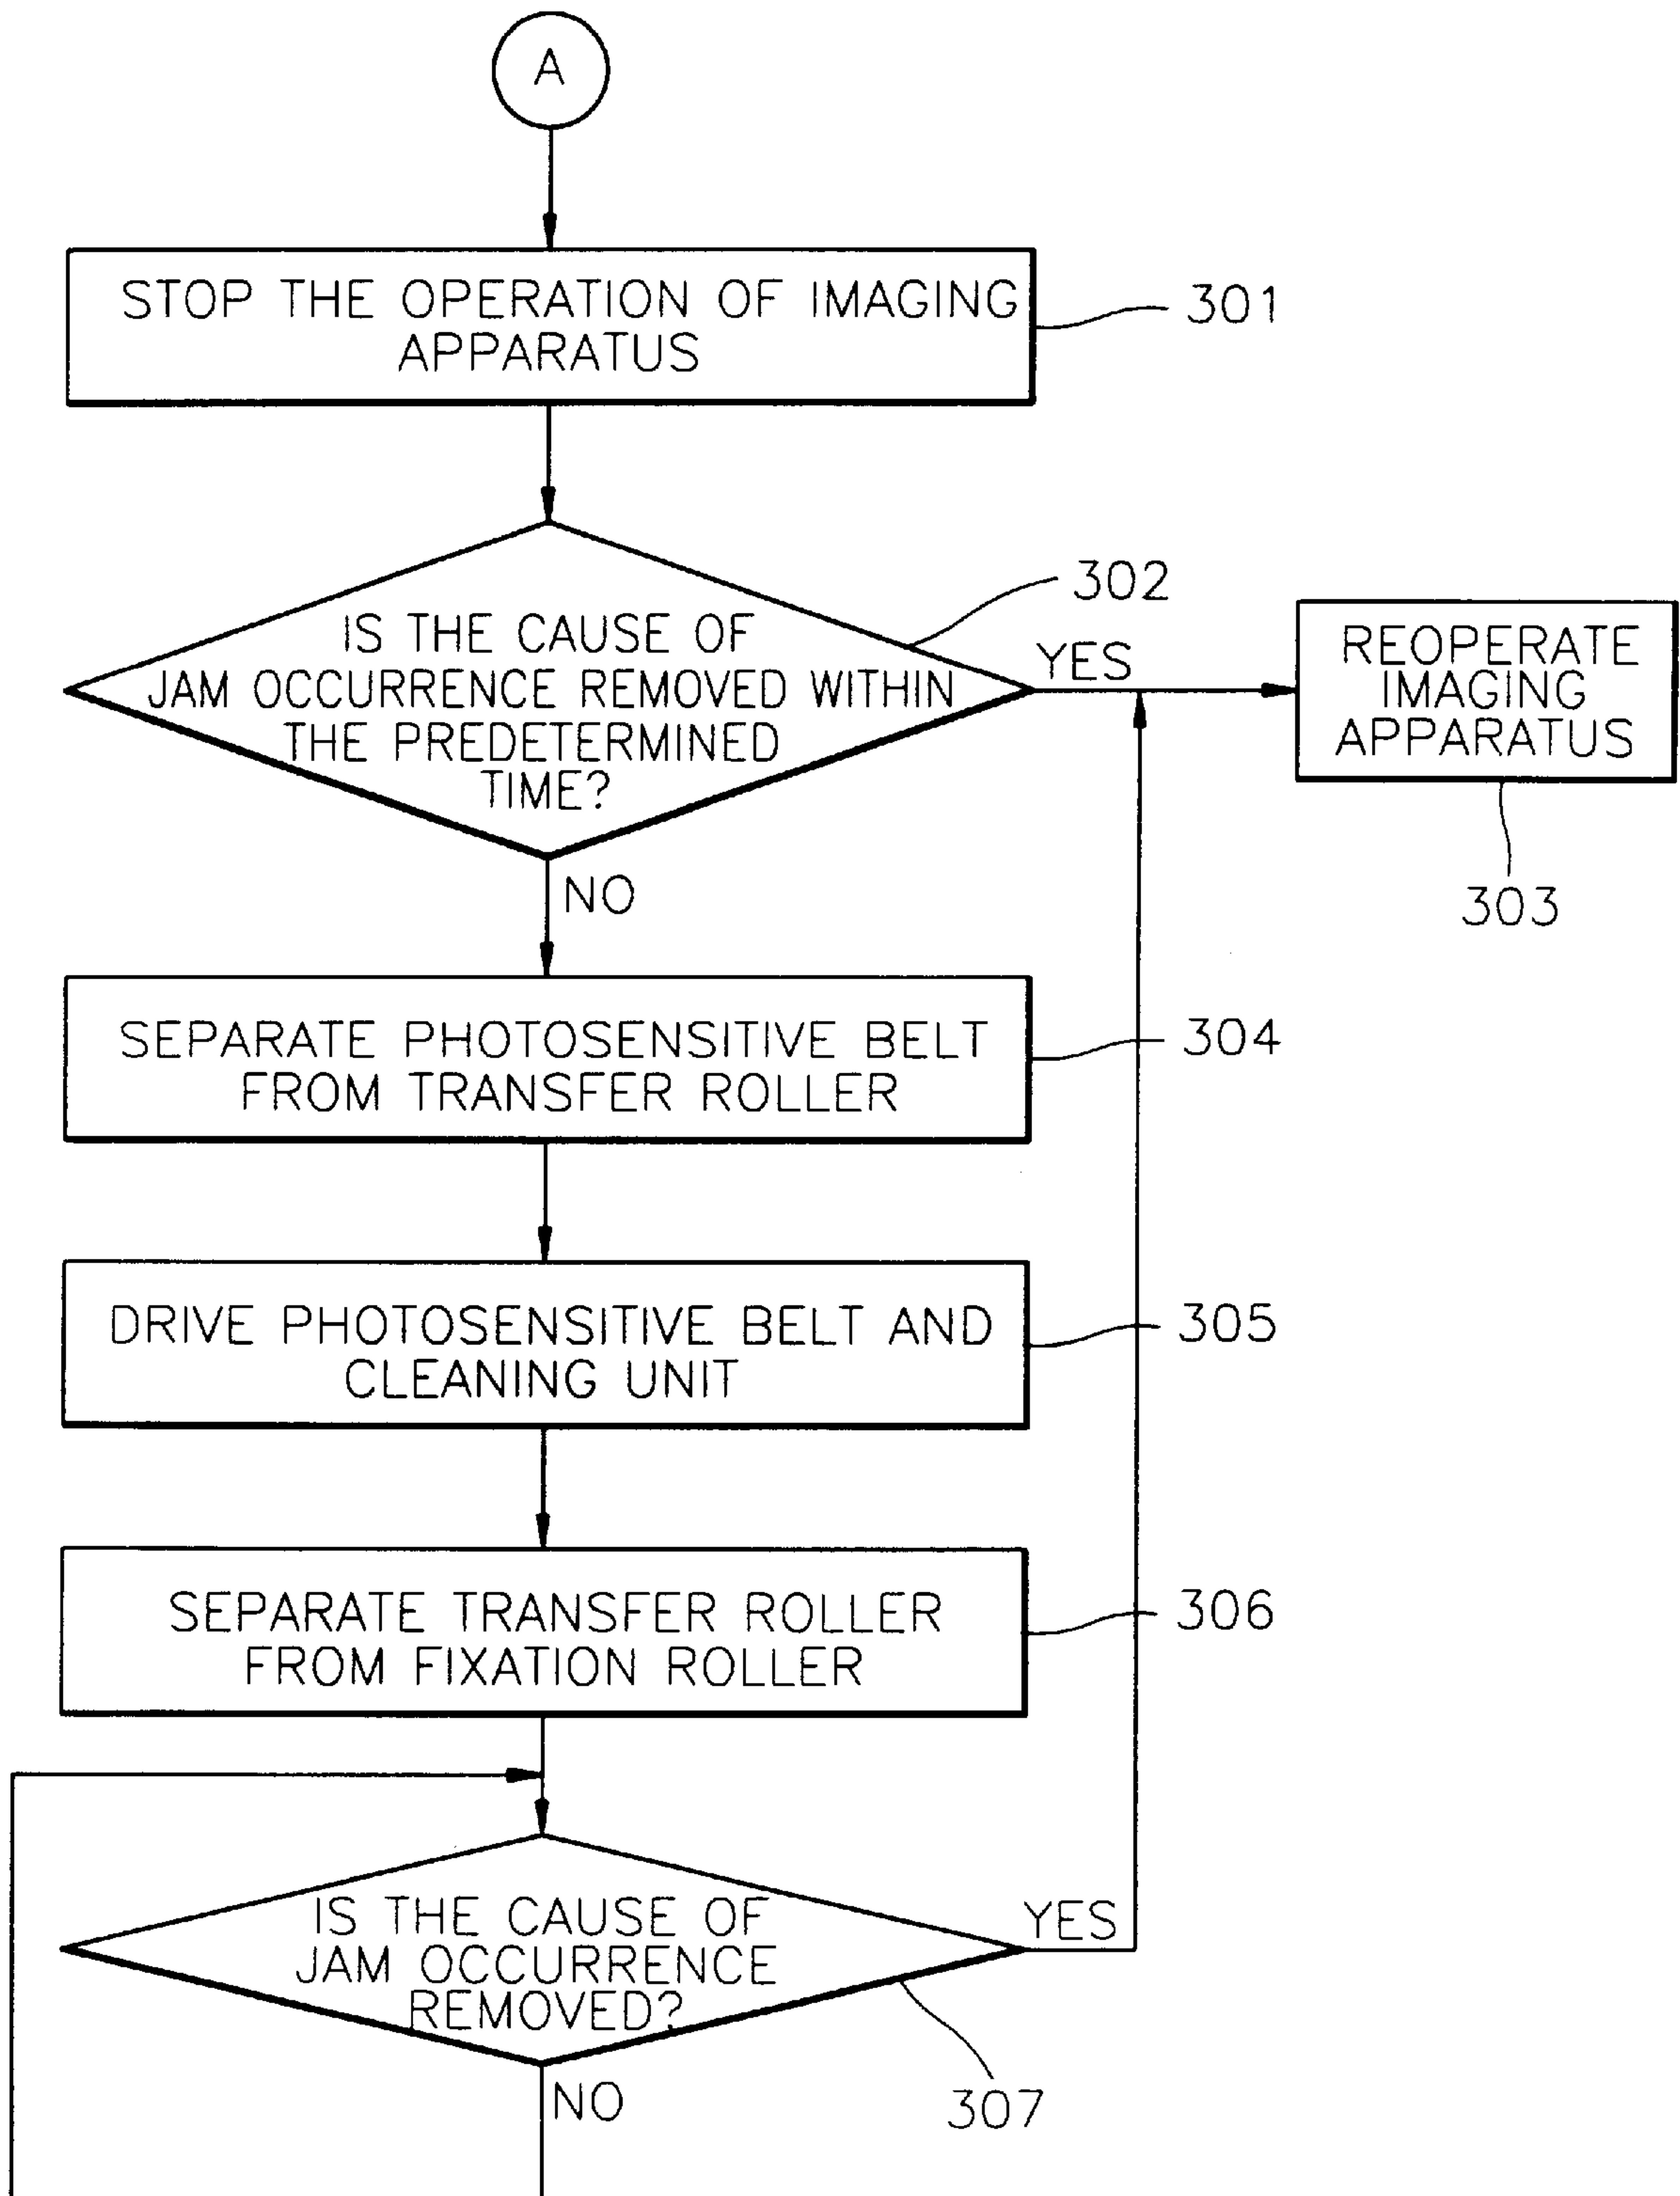 A
STOP THE OPERATION OF IMAGING
APPARATUS
301
IS THE CAUSE OF
JAM OCCURRENCE REMOVED WITHIN
THE PREDETERMINED
TIME?
302
YES
REOPERATE
IMAGING
APPARATUS
303
NO
SEPARATE PHOTOSENSITIVE BELT
FROM TRANSFER ROLLER
304
DRIVE PHOTOSENSITIVE BELT AND
CLEANING UNIT
305
SEPARATE TRANSFER ROLLER
FROM FIXATION ROLLER
306
IS THE CAUSE OF
JAM OCCURRENCE
REMOVED?
YES
307
NO